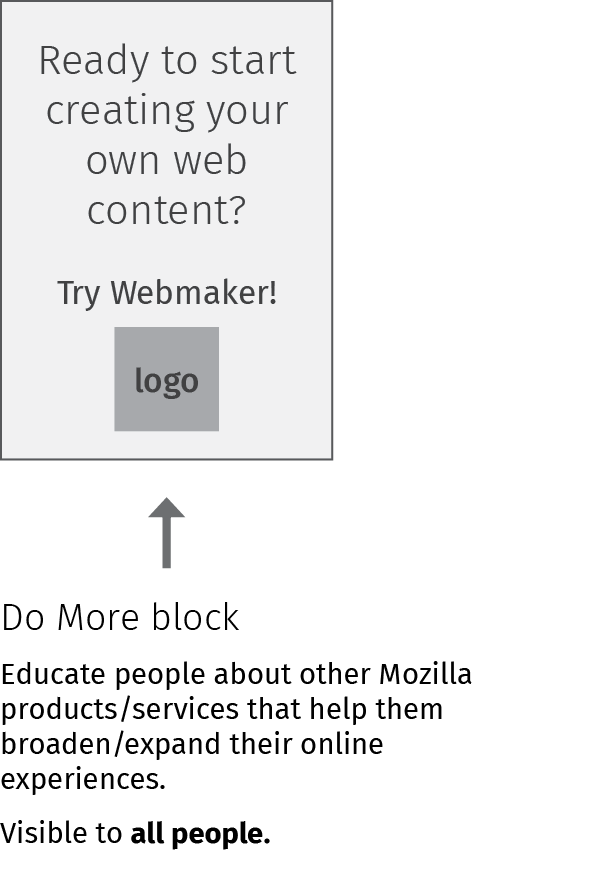 Ready to start
creating your
own web
content?
Try Webmaker!
logo
Do More block
Educate people about other Mozilla
products/services that help them
broaden/expand their online
experiences.
Visible to all people.